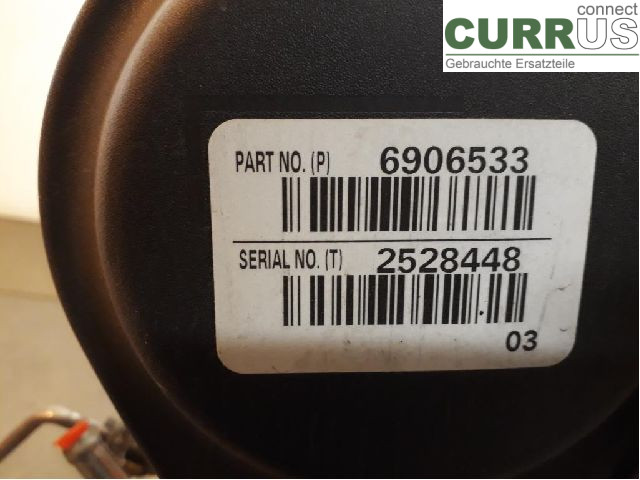 connect
CURRUS
Gebrauchte Ersatzteile
PART NO. (P) 6906533
SERIAL NO. (T) 2528448
03